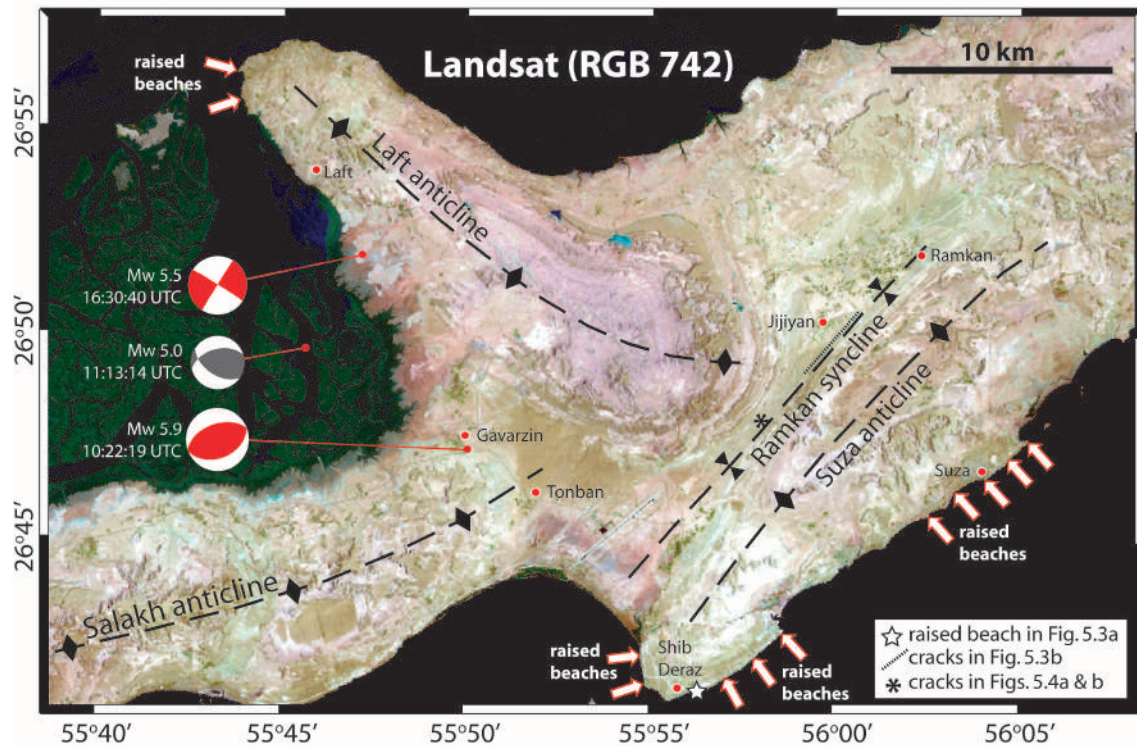 Landsat (RGB 742)
10 km
raised
beaches
26°55'
26°50'
26°45'
Laft
Laft anticline
Mw 5.5
16:30:40 UTC
Mw 5.0
11:13:14 UTC
Mw 5.9
10:22:19 UTC
Ramkan
Jijiyan
Ramkan syncline
Suza anticline
Gavarzin
Tonban
Suza
raised
beaches
Salakh anticline
Shib
Deraz
raised
beaches
raised
beaches
raised beach in Fig. 5.3a
cracks in Fig. 5.3b
cracks in Figs. 5.4a & b
55°40'
55°45'
55°50'
55°55'
56°00'
56°05'